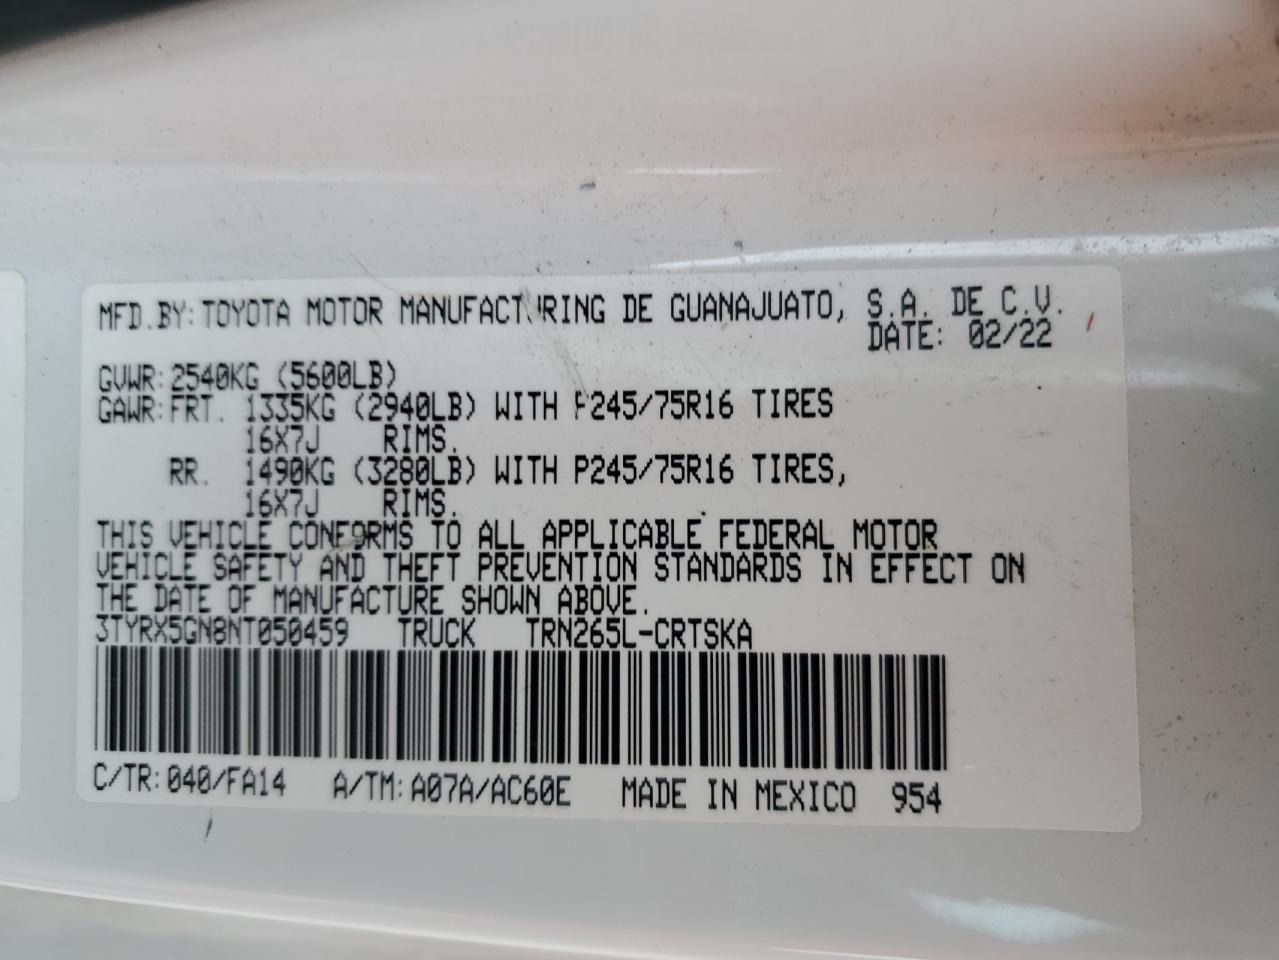 MFD.BY:TOYOTA MOTOR MANUFACTURING DE GUANAJUATO, S.A. DE C.V.
DATE: 02/22
GVWR:2540KG (5600LB)
GAWR:FRT. 1335KG (2940LB) WITH P245/75R16 TIRES
16X7J RIMS.
RR. 1490KG (3280LB) WITH P245/75R16 TIRES,
16X7J RIMS.
THIS VEHICLE CONFORMS TO ALL APPLICABLE FEDERAL MOTOR
VEHICLE SAFETY AND THEFT PREVENTION STANDARDS IN EFFECT ON
THE DATE OF MANUFACTURE SHOWN ABOVE.
3TYRX5GN8NT050459 TRUCK TRN265L-CRTSKA
C/TR:040/FA14 A/TM:A07A/AC60E MADE IN MEXICO 954